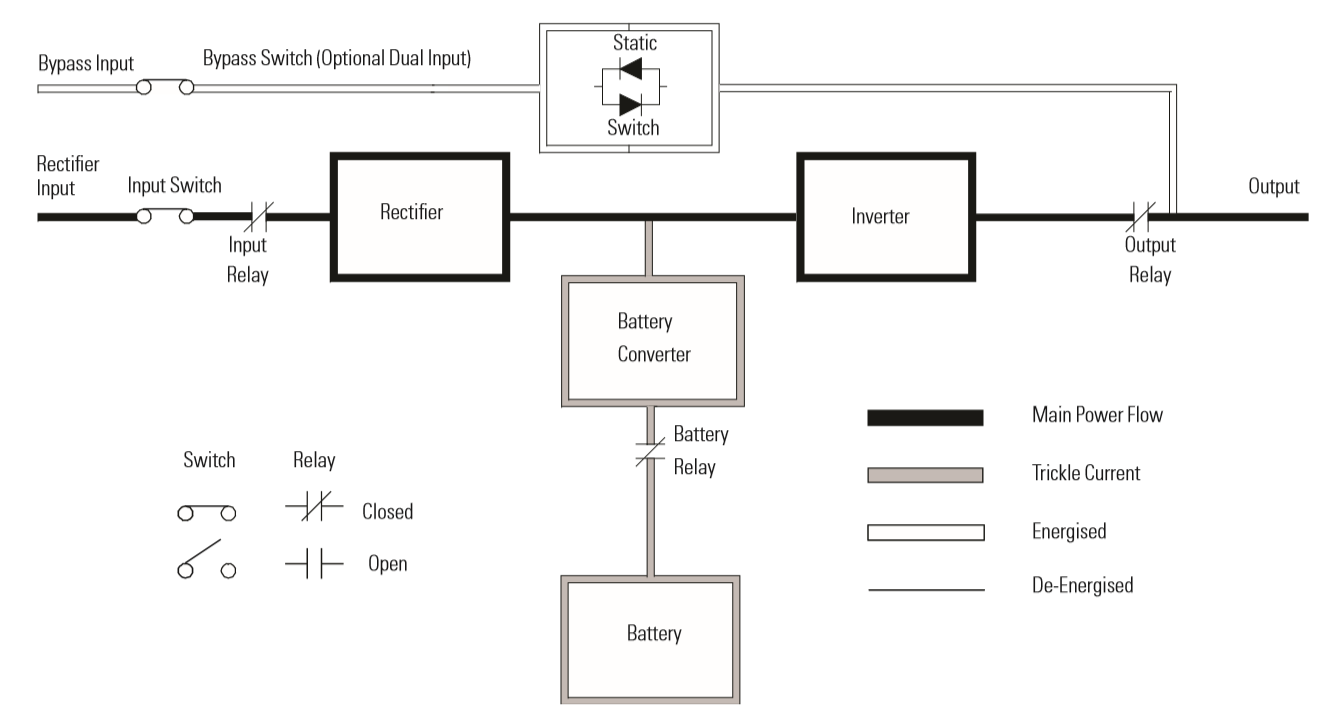 Static
Bypass Input
Bypass Switch (Optional Dual Input)
Switch
Rectifier
Input
Input Switch
Output
Rectifier
Inverter
Input
Relay
Output
Relay
Battery
Converter
Main Power Flow
Battery
Relay
Switch
Relay
Trickle Current
Closed
Energised
Open
De-Energised
Battery